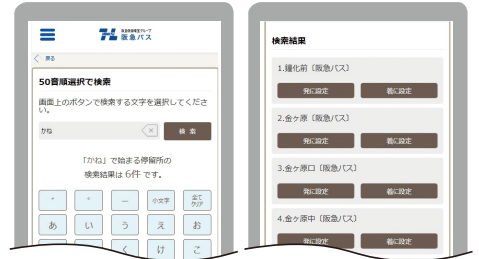 阪急阪神東宝グループ
阪急バス
戻る
50音順選択で検索
画面上のボタンで検索する文字を選択してくださ
い。
かね
検 索
「かね」で始まる停留所の
検索結果は 6件 です。
゛ ゜ ー 小文字 全て
クリア
あ い う え お
く け こ
検索結果
1.鐘化前〔阪急バス〕
発に設定 着に設定
2.金ヶ原〔阪急バス〕
発に設定 着に設定
3.金ヶ原口〔阪急バス〕
発に設定 着に設定
4.金ヶ原中〔阪急バス〕
発に設定 着に設定